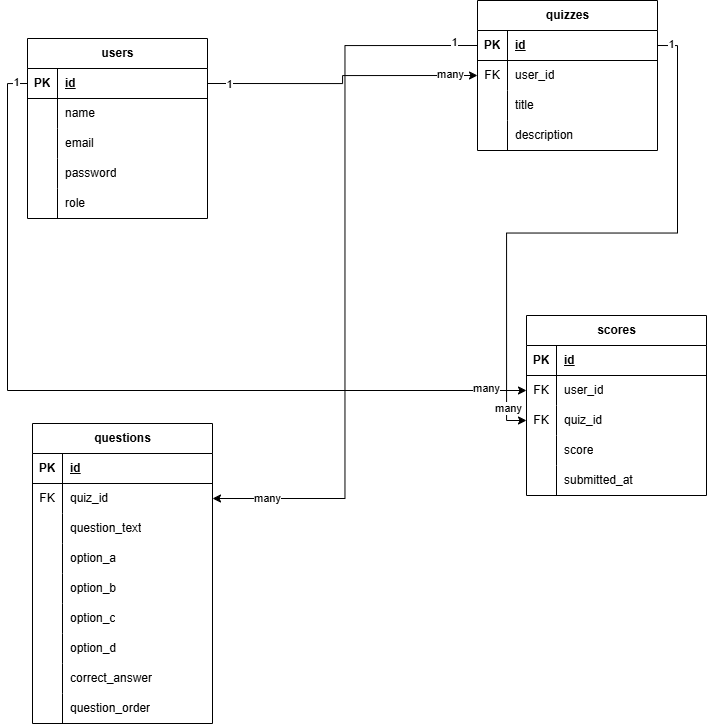 quizzes
PK id
FK user_id
title
description
users
PK id
name
email
password
role
1
1
1
1
many
scores
PK id
FK user_id
FK quiz_id
score
submitted_at
many
many
questions
PK id
FK quiz_id
question_text
option_a
option_b
option_c
option_d
correct_answer
question_order
many